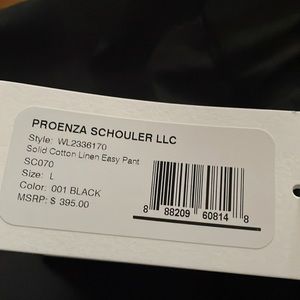 PROENZA SCHOULER LLC
Style: WL2336170
Solid Cotton Linen Easy Pant
SC070
Size: L
Color: 001 BLACK
MSRP: $ 395.00
8 88209 60814 8